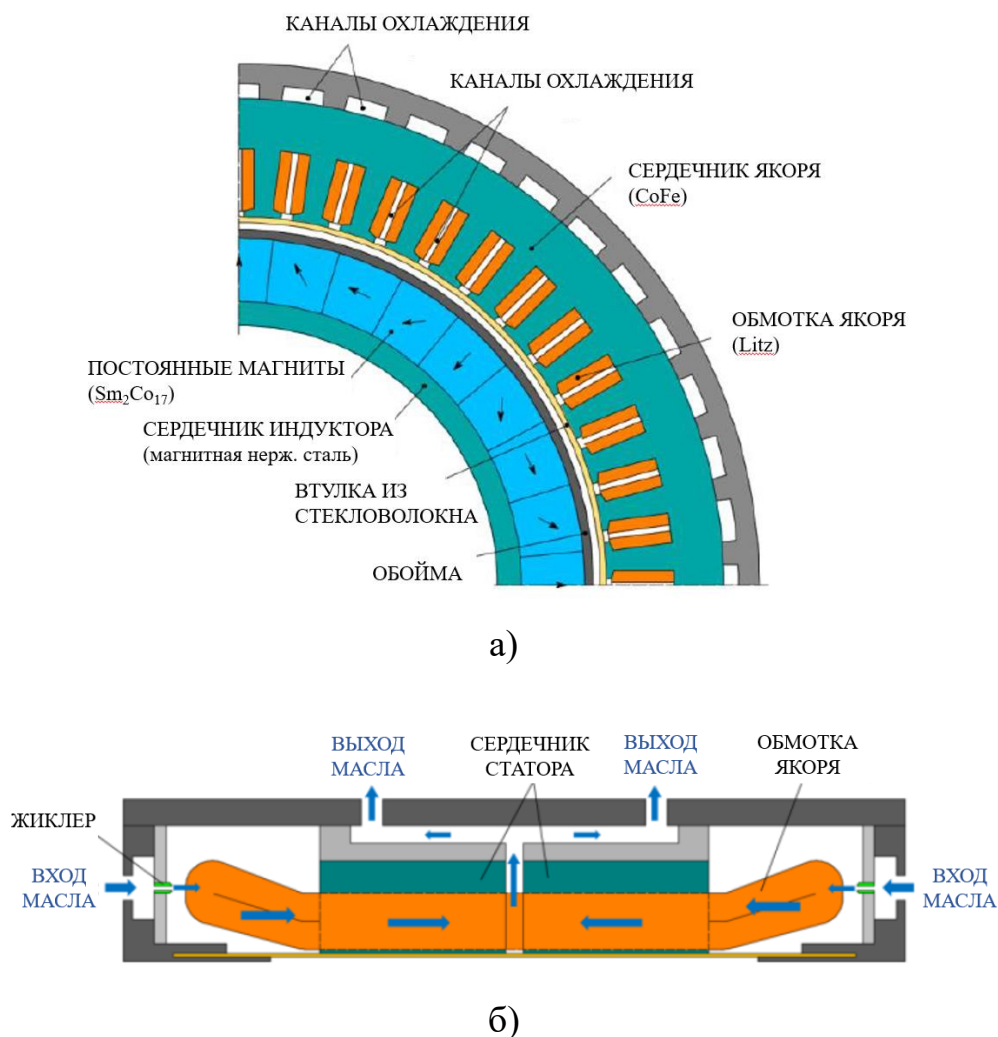 КАНАЛЫ ОХЛАЖДЕНИЯ
КАНАЛЫ ОХЛАЖДЕНИЯ
СЕРДЕЧНИК ЯКОРЯ
(CoFe)
ОБМОТКА ЯКОРЯ
(Litz)
ПОСТОЯННЫЕ МАГНИТЫ
(Sm₂Co₁₇)
СЕРДЕЧНИК ИНДУКТОРА
(магнитная нерж. сталь)
ВТУЛКА ИЗ
СТЕКЛОВОЛОКНА
ОБОЙМА
а)
ВЫХОД
МАСЛА
СЕРДЕЧНИК
СТАТОРА
ВЫХОД
МАСЛА
ОБМОТКА
ЯКОРЯ
ЖИКЛЕР
ВХОД
МАСЛА
ВХОД
МАСЛА
б)